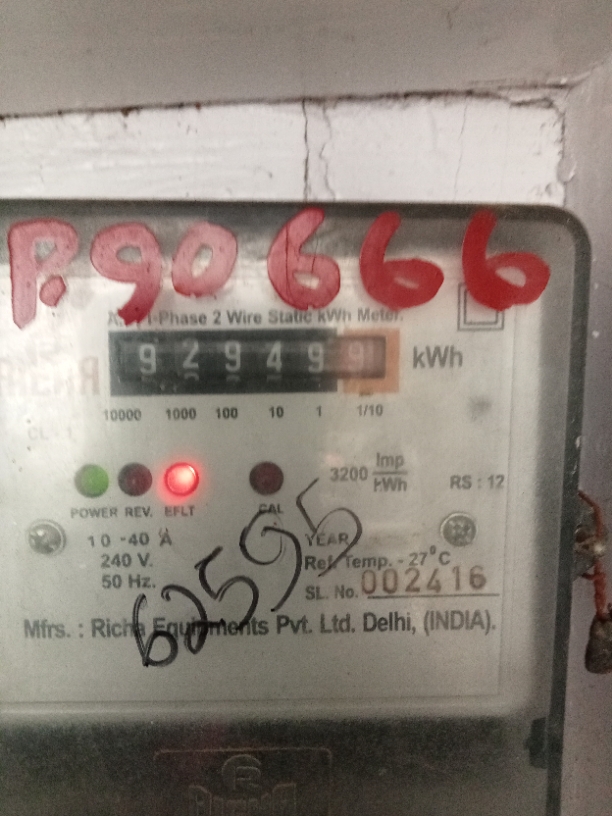 P.90666
1-Phase 2 Wire Static kWh Meter.
92949 9 kWh
10000 1000 100 10 1 1/10
3200 Imp/kWh
RS : 12
POWER REV. EFLT CAL
10-40 A
240 V.
50 Hz.
YEAR
Ref. Temp. - 27°C
SL. No. 002416
62595
Mfrs. : Richa Equipments Pvt. Ltd. Delhi, (INDIA).